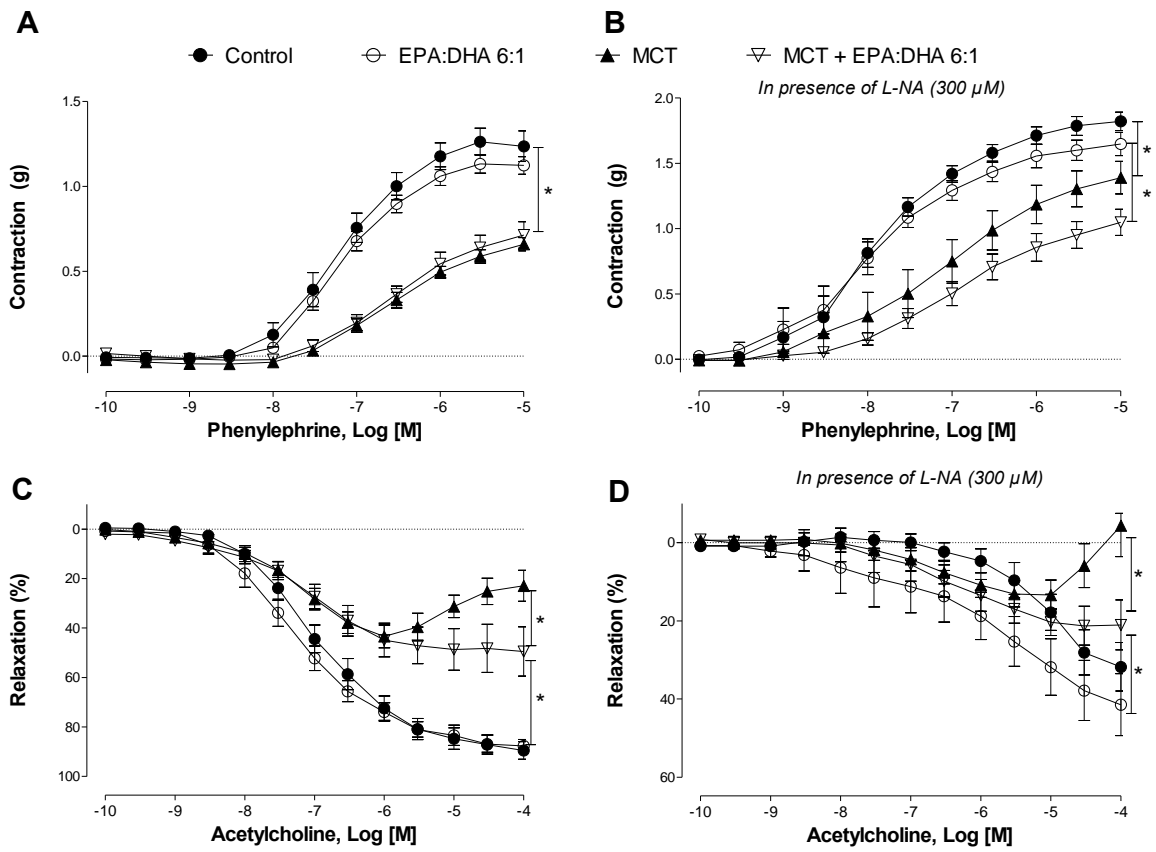 A
B
Control
EPA:DHA 6:1
MCT
MCT + EPA:DHA 6:1
In presence of L-NA (300 µM)
1.5
1.0
0.5
0.0
Contraction (g)
*
-10 -9 -8 -7 -6 -5
Phenylephrine, Log [M]
2.0
1.5
1.0
0.5
0.0
Contraction (g)
*
*
-10 -9 -8 -7 -6 -5
Phenylephrine, Log [M]
C
0
20
40
60
80
100
Relaxation (%)
*
*
-10 -9 -8 -7 -6 -5 -4
Acetylcholine, Log [M]
D
In presence of L-NA (300 µM)
0
20
40
60
Relaxation (%)
*
*
-10 -9 -8 -7 -6 -5 -4
Acetylcholine, Log [M]